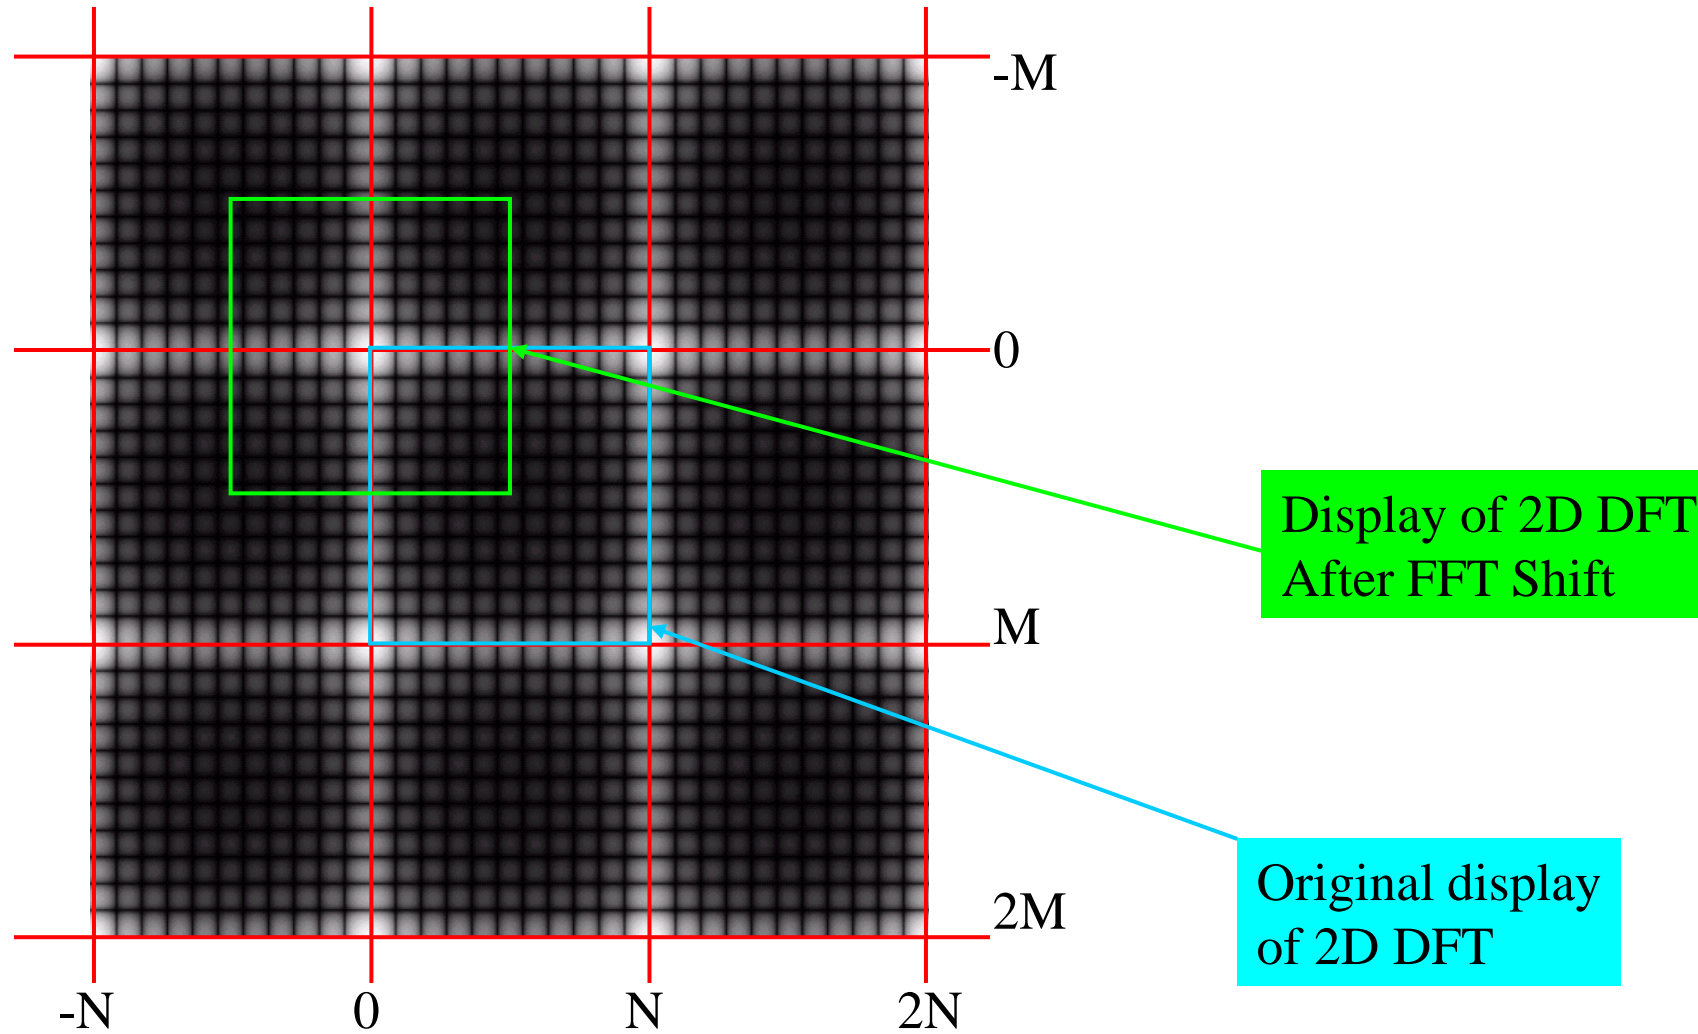 -M
0
M
2M
-N 0 N 2N
Display of 2D DFT
After FFT Shift
Original display
of 2D DFT